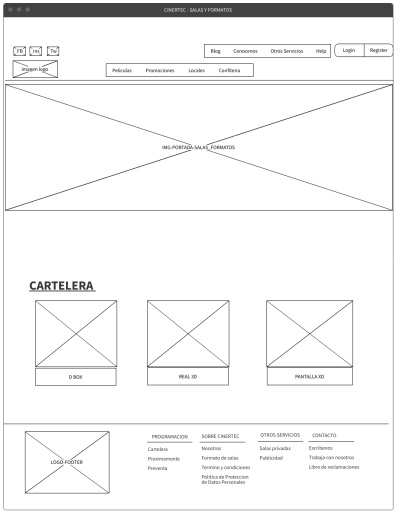 CINERTEC - SALAS Y FORMATOS
Blog Conocenos Otros Servicios Help Login Register
FB Ins Tw
imagen logo
Peliculas Promociones Locales Confiteria
IMG-PORTADA-SALAS_FORMATOS
CARTELERA
D BOX REAL 3D PANTALLA XD
PROGRAMACION SOBRE CINERTEC OTROS SERVICIOS CONTACTO
Cartelera Nosotros Salas privadas Escribenos
Proximamente Formato de salas Publicidad Trabaja con nosotros
Preventa Termino y condiciones Libro de reclamaciones
Politica de Proteccion
de Datos Personales
LOGO-FOOTER